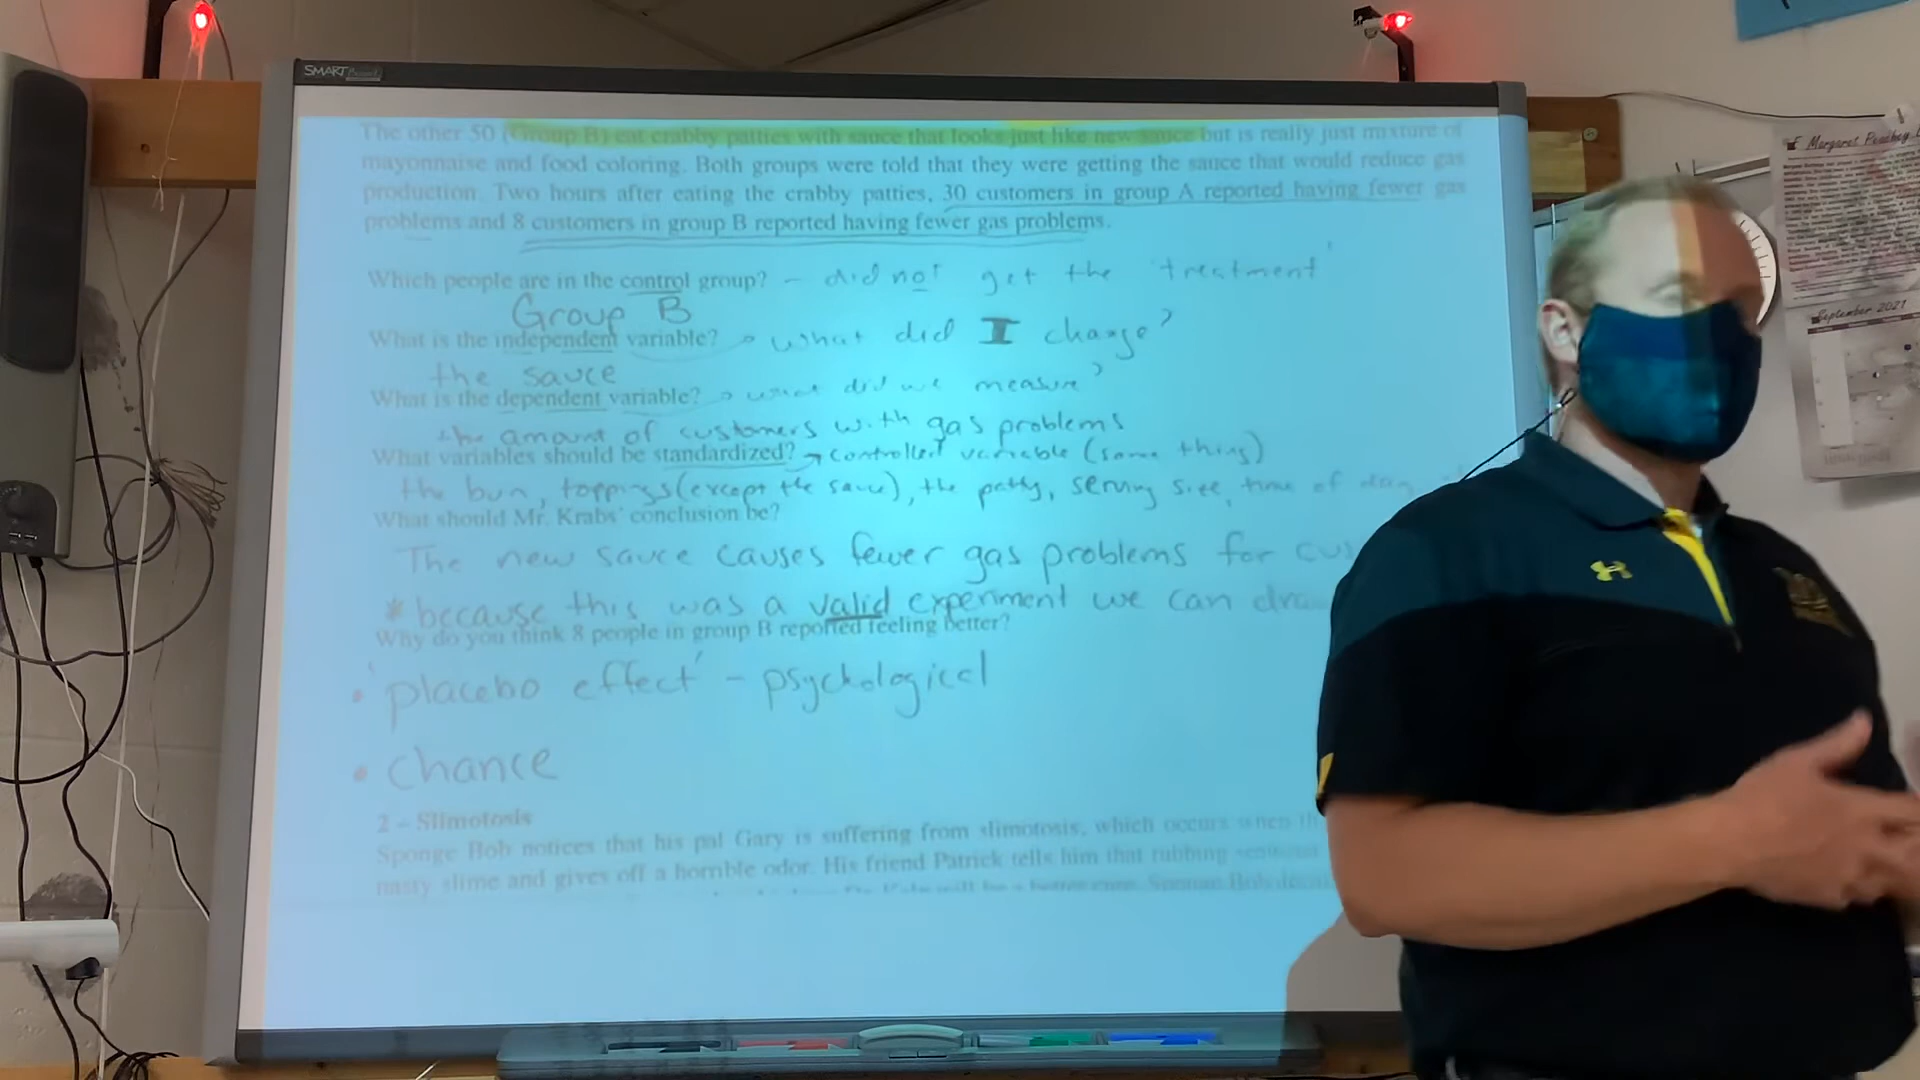 SMART Board
The other 50 (Group B) eat crabby patties with sauce that looks just like new sauce but is really just mixture of
mayonnaise and food coloring. Both groups were told that they were getting the sauce that would reduce gas
production. Two hours after eating the crabby patties, 30 customers in group A reported having fewer gas
problems and 8 customers in group B reported having fewer gas problems.
Which people are in the control group? - did not get the 'treatment'
Group B
What is the independent variable? → what did I change?
the sauce
What is the dependent variable? → what did we measure?
the amount of customers with gas problems
What variables should be standardized? → controlled variable (same thing)
the bun, toppings (except the sauce), the patty, serving size, time of day
What should Mr. Krabs' conclusion be?
The new sauce causes fewer gas problems for cus
* because this was a valid experiment we can dra
Why do you think 8 people in group B reported feeling better?
• 'placebo effect' - psychological
• chance
2 - Slimotosis
Sponge Bob notices that his pal Gary is suffering from slimotosis, which occurs when th
nasty slime and gives off a horrible odor. His friend Patrick tells him that rubbing seaweed
September 2021